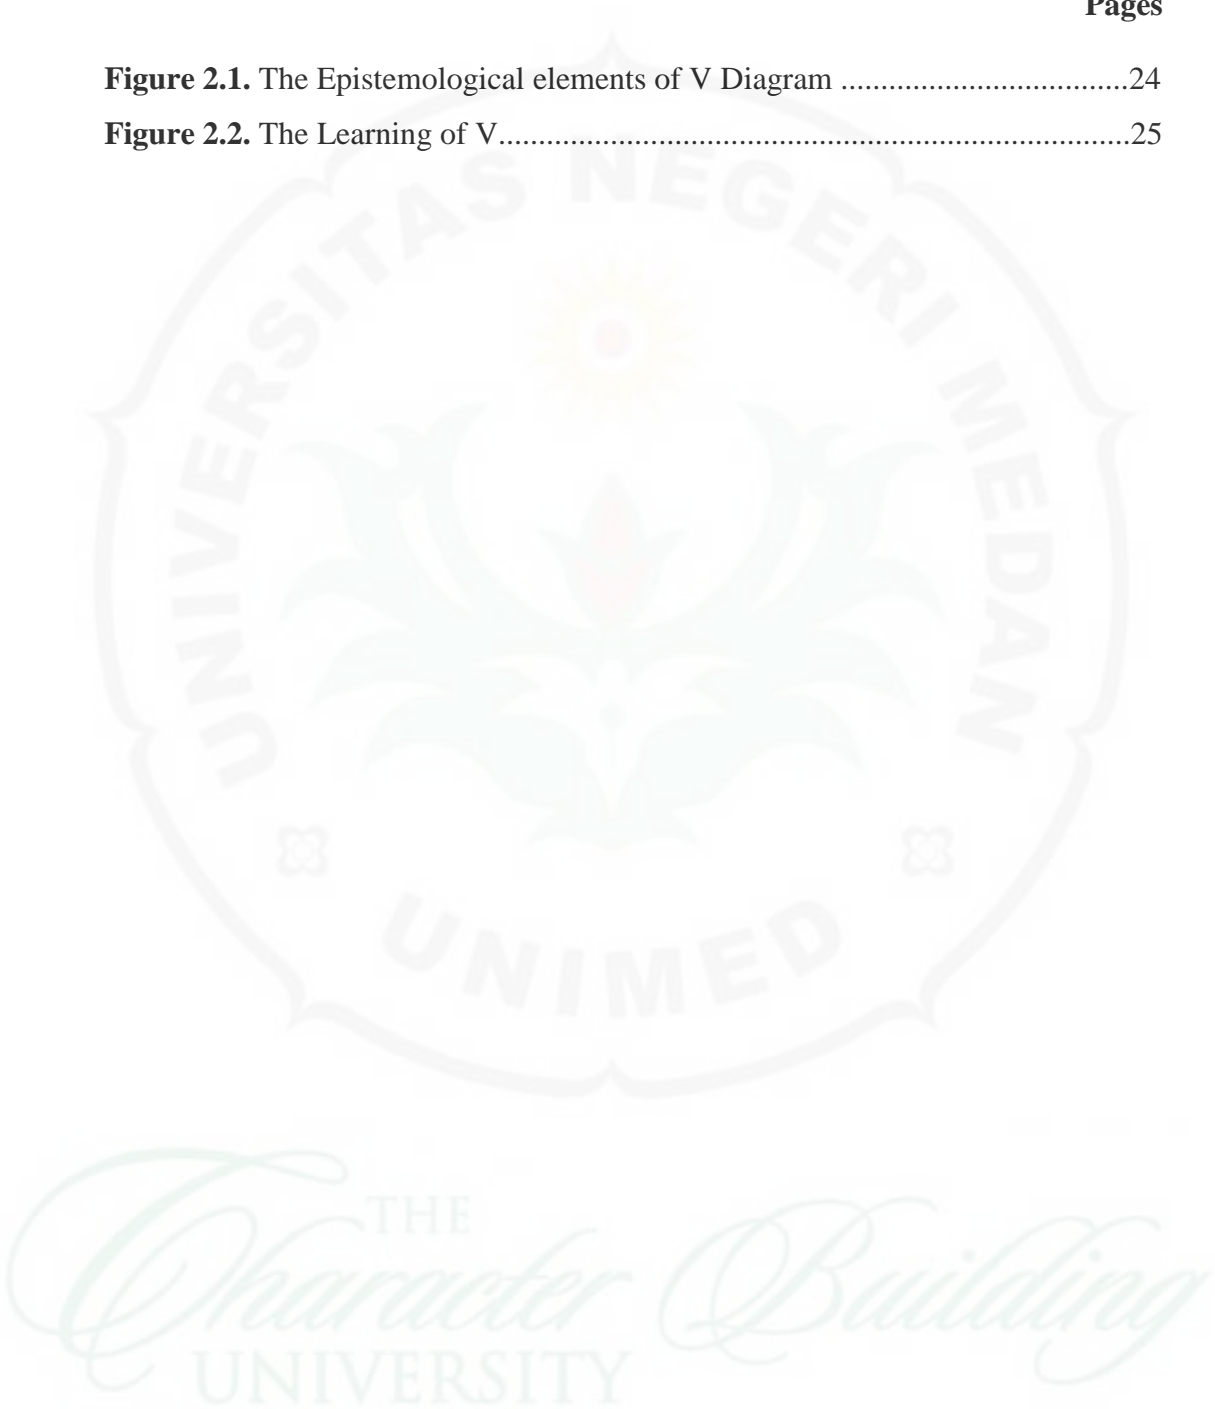 Pages
Figure 2.1. The Epistemological elements of V Diagram ....................................24
Figure 2.2. The Learning of V...............................................................................25
UNIVERSITAS NEGERI MEDAN
UNIMED
THE
Character Building
UNIVERSITY